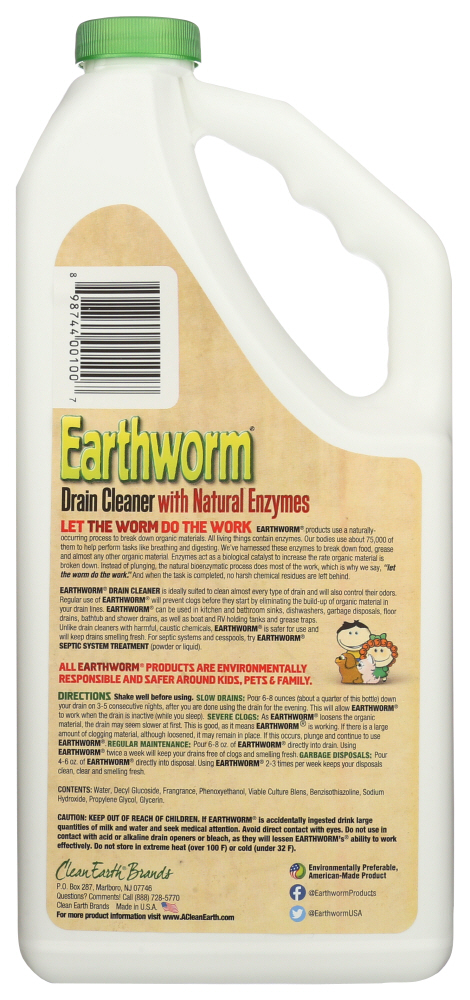 8 98744 00100 7
Earthworm®
Drain Cleaner with Natural Enzymes
LET THE WORM DO THE WORK EARTHWORM® products use a naturally-
occurring process to break down organic materials. All living things contain enzymes. Our bodies use about 75,000 of
them to help perform tasks like breathing and digesting. We've harnessed these enzymes to break down food, grease
and almost any other organic material. Enzymes act as a biological catalyst to increase the rate organic material is
broken down. Instead of plunging, the natural bioenzymatic process does most of the work, which is why we say, "let
the worm do the work." And when the task is completed, no harsh chemical residues are left behind.
EARTHWORM® DRAIN CLEANER is ideally suited to clean almost every type of drain and will also control their odors.
Regular use of EARTHWORM® will prevent clogs before they start by eliminating the build-up of organic material in
your drain lines. EARTHWORM® can be used in kitchen and bathroom sinks, dishwashers, garbage disposals, floor
drains, bathtub and shower drains, as well as boat and RV holding tanks and grease traps.
Unlike drain cleaners with harmful, caustic chemicals, EARTHWORM® is safer for use and
will keep drains smelling fresh. For septic systems and cesspools, try EARTHWORM®
SEPTIC SYSTEM TREATMENT (powder or liquid).
ALL EARTHWORM® PRODUCTS ARE ENVIRONMENTALLY
RESPONSIBLE AND SAFER AROUND KIDS, PETS & FAMILY.
DIRECTIONS Shake well before using. SLOW DRAINS: Pour 6-8 ounces (about a quarter of this bottle) down
your drain on 3-5 consecutive nights, after you are done using the drain for the evening. This will allow EARTHWORM®
to work when the drain is inactive (while you sleep). SEVERE CLOGS: As EARTHWORM® loosens the organic
material, the drain may seem slower at first. This is good, as it means EARTHWORM® is working. If there is a large
amount of clogging material, although loosened, it may remain in place. If this occurs, plunge and continue to use
EARTHWORM®. REGULAR MAINTENANCE: Pour 6-8 oz. of EARTHWORM® directly into drain. Using
EARTHWORM® twice a week will keep your drains free of clogs and smelling fresh. GARBAGE DISPOSALS: Pour
4-6 oz. of EARTHWORM® directly into disposal. Using EARTHWORM® 2-3 times per week keeps your disposals
clean, clear and smelling fresh.
CONTENTS: Water, Decyl Glucoside, Frangrance, Phenoxyethanol, Viable Culture Blens, Benzisothiazoline, Sodium
Hydroxide, Propylene Glycol, Glycerin.
CAUTION: KEEP OUT OF REACH OF CHILDREN. If EARTHWORM® is accidentally ingested drink large
quantities of milk and water and seek medical attention. Avoid direct contact with eyes. Do not use in
contact with acid or alkaline drain openers or bleach, as they will lessen EARTHWORM's® ability to work
effectively. Do not store in extreme heat (over 100 F) or cold (under 32 F).
Clean Earth® Brands
P.O. Box 287, Marlboro, NJ 07746
Questions? Comments! Call (888) 728-5770
Clean Earth Brands Made in U.S.A.
For more product information visit www.ACleanEarth.com
Environmentally Preferable,
American-Made Product
@EarthwormProducts
@EarthwormUSA